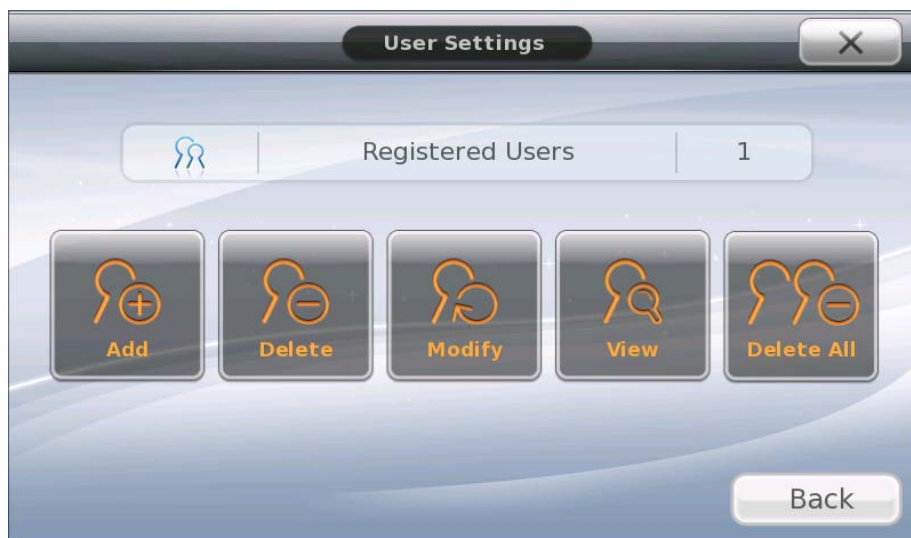 User Settings
Registered Users 1
Add Delete Modify View Delete All
Back